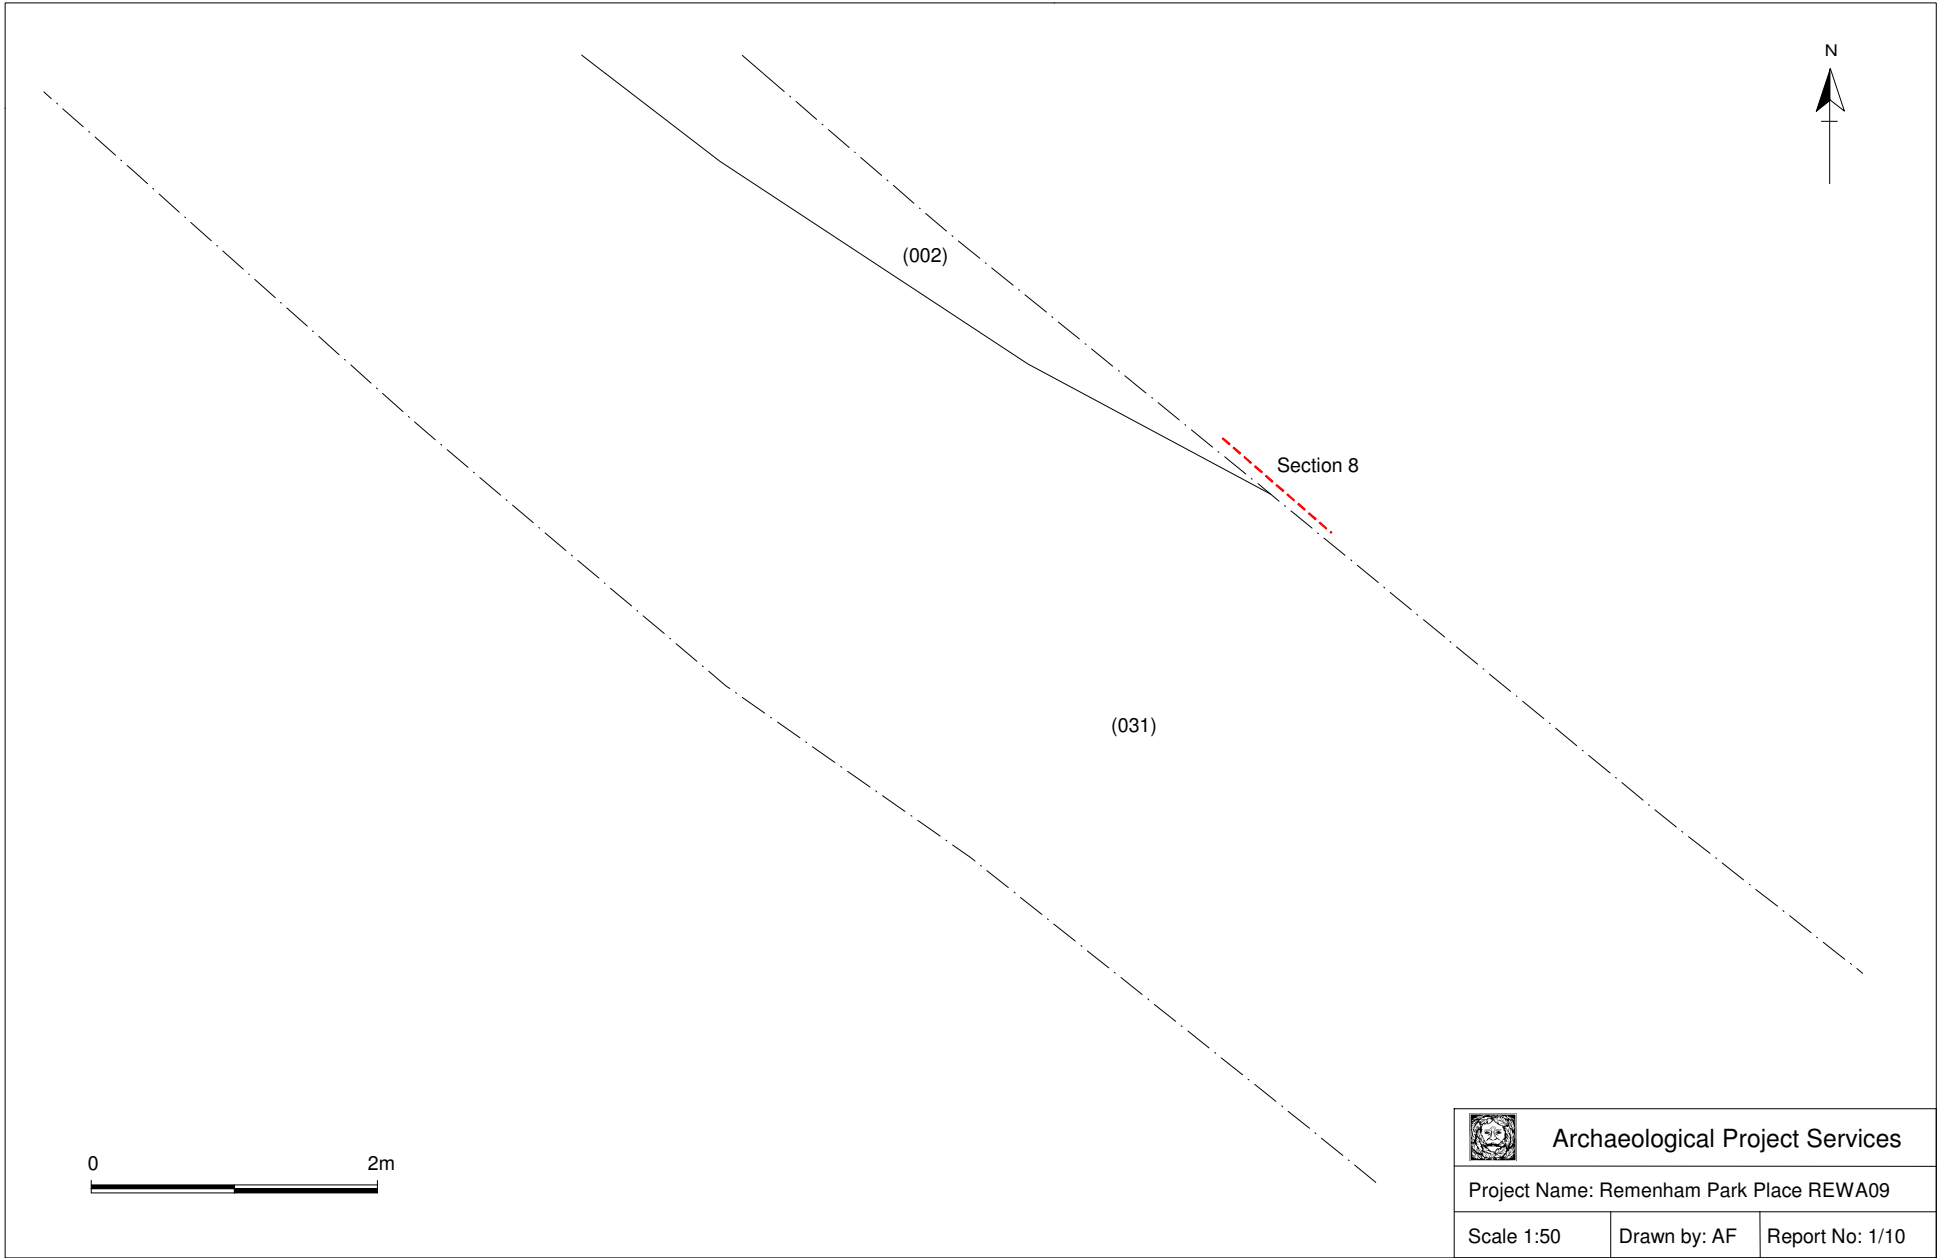 N
(002)
Section 8
(031)
0 2m
Archaeological Project Services
Project Name: Remenham Park Place REWA09
Scale 1:50 Drawn by: AF Report No: 1/10